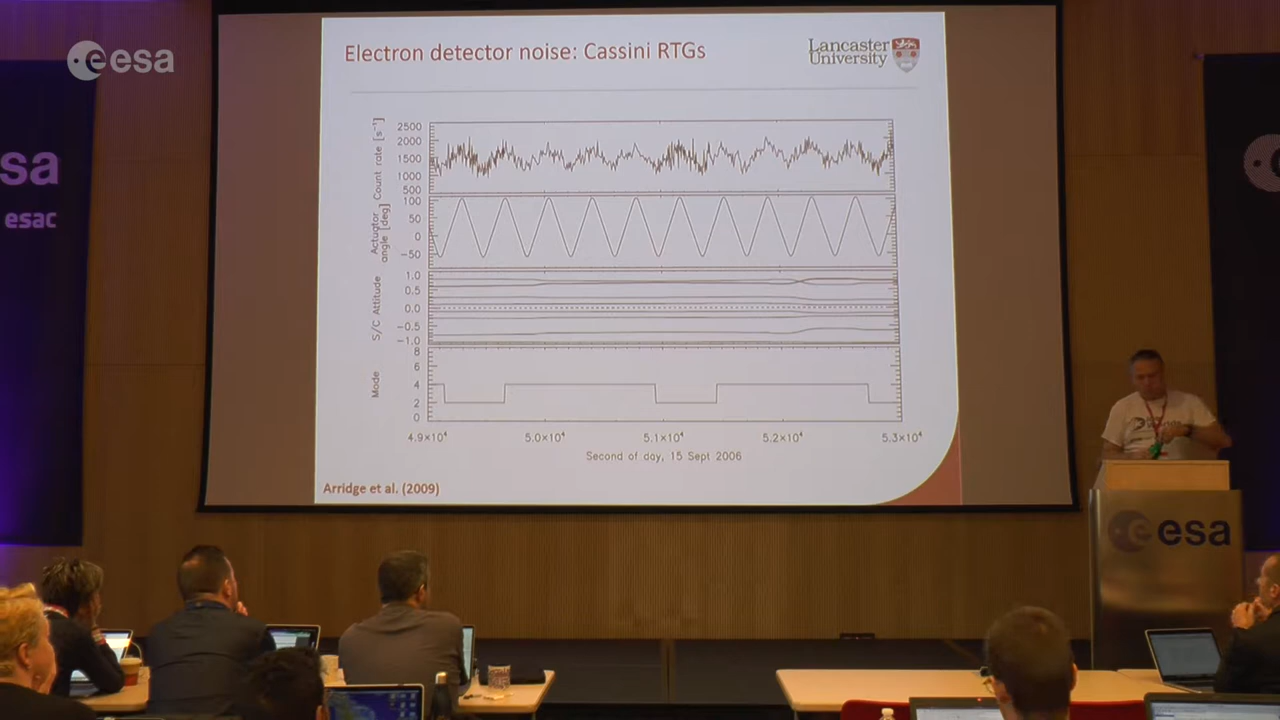 esa
sa
esac
Electron detector noise: Cassini RTGs
Lancaster
University
Count rate [s⁻¹]
2500
2000
1500
1000
500
Actuator
angle [deg]
100
50
0
−50
S/C Attitude
1.0
0.5
0.0
−0.5
−1.0
Mode
8
6
4
2
0
4.9×10⁴
5.0×10⁴
5.1×10⁴
5.2×10⁴
5.3×10⁴
Second of day, 15 Sept 2006
Arridge et al. (2009)
esa